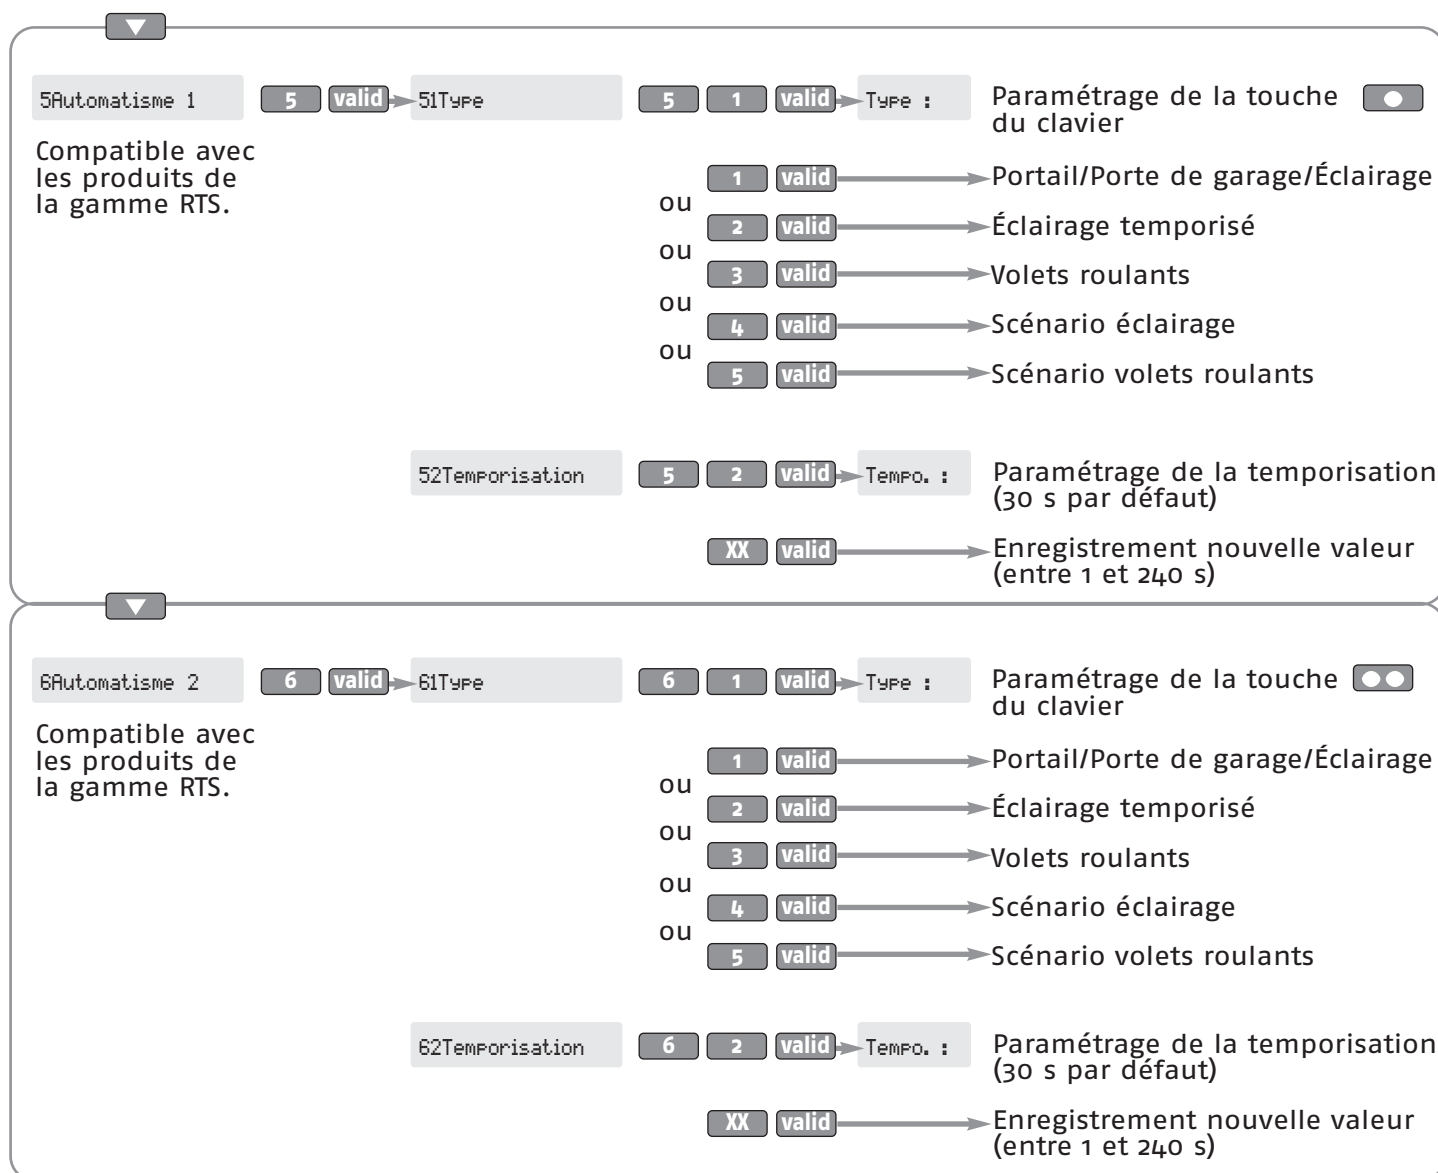 5Automatisme 1 5 valid 51Type 5 1 valid Type : Paramétrage de la touche
du clavier
Compatible avec
les produits de
la gamme RTS.
1 valid Portail/Porte de garage/Éclairage
ou
2 valid Éclairage temporisé
ou
3 valid Volets roulants
ou
4 valid Scénario éclairage
ou
5 valid Scénario volets roulants
52Temporisation 5 2 valid Tempo. : Paramétrage de la temporisation
(30 s par défaut)
XX valid Enregistrement nouvelle valeur
(entre 1 et 240 s)
6Automatisme 2 6 valid 61Type 6 1 valid Type : Paramétrage de la touche
du clavier
Compatible avec
les produits de
la gamme RTS.
1 valid Portail/Porte de garage/Éclairage
ou
2 valid Éclairage temporisé
ou
3 valid Volets roulants
ou
4 valid Scénario éclairage
ou
5 valid Scénario volets roulants
62Temporisation 6 2 valid Tempo. : Paramétrage de la temporisation
(30 s par défaut)
XX valid Enregistrement nouvelle valeur
(entre 1 et 240 s)